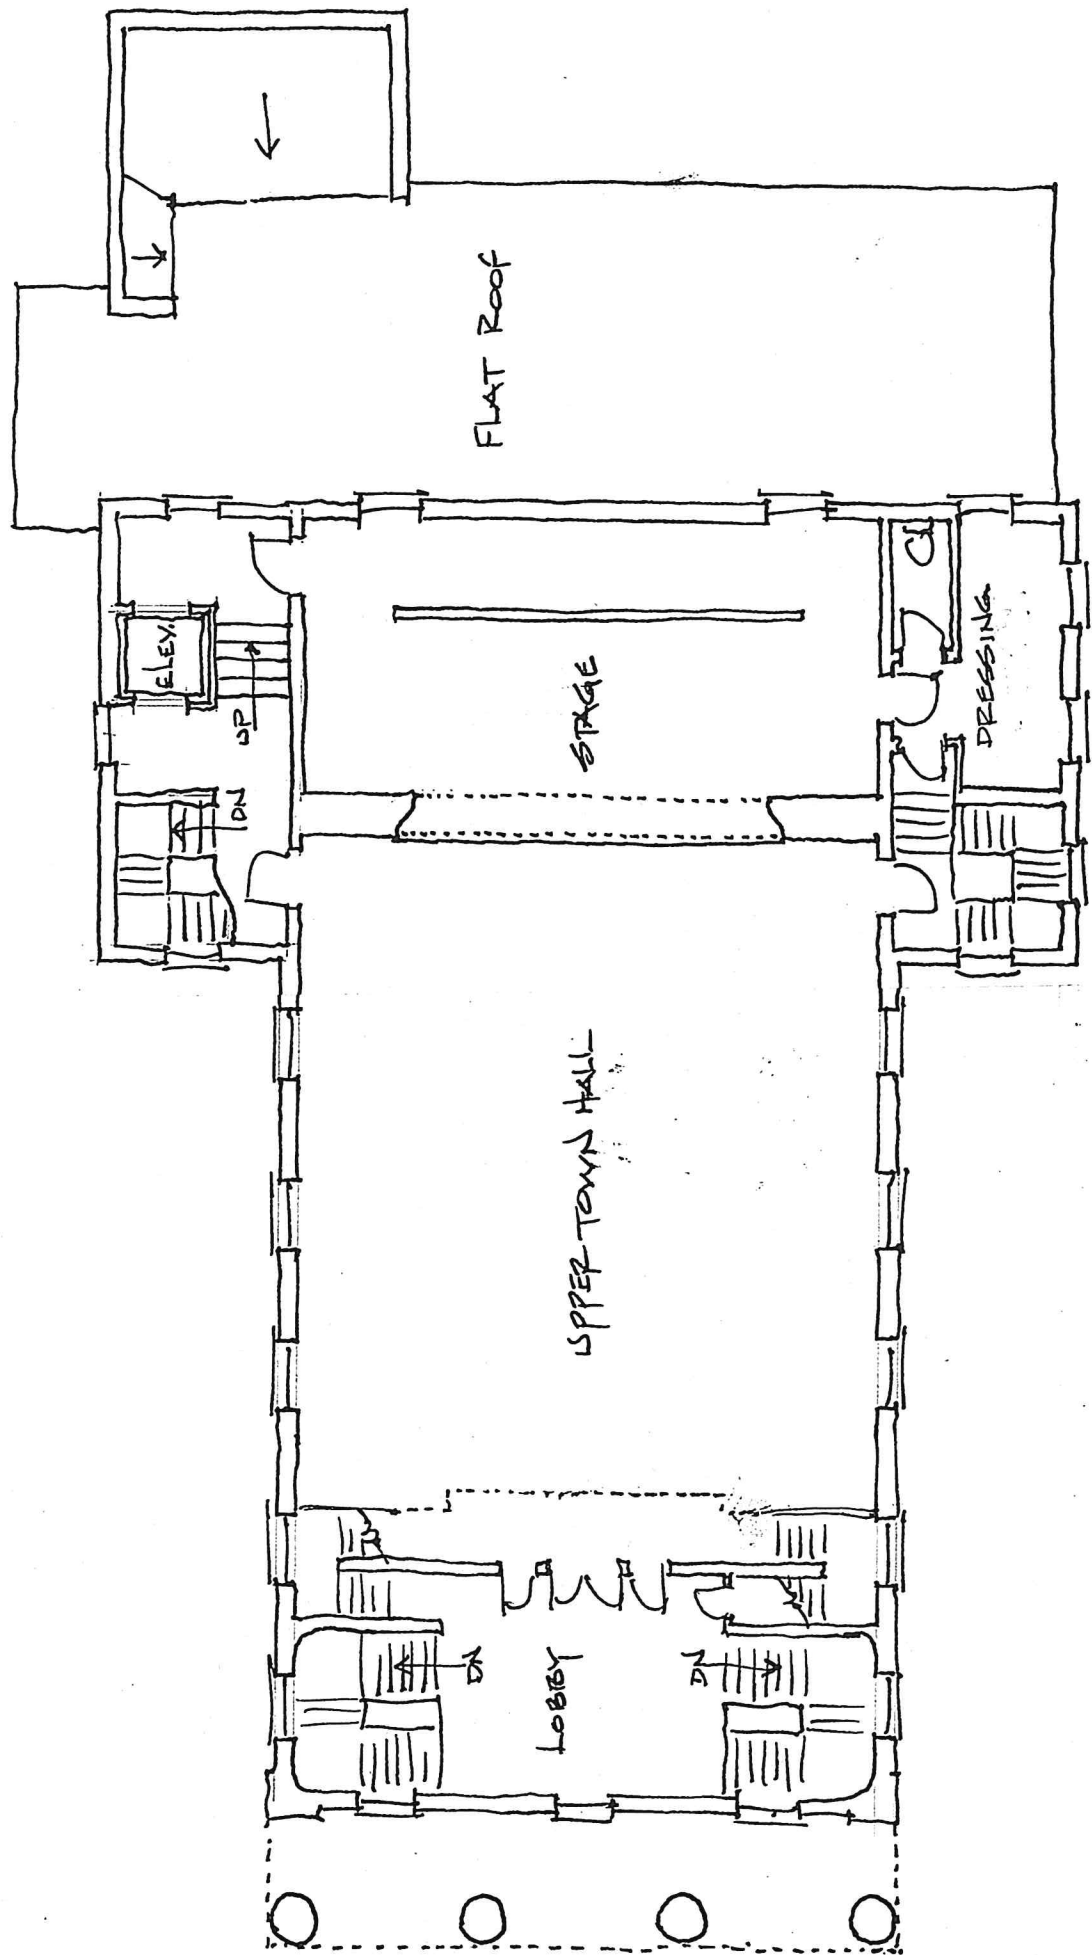 FLAT ROOF
ELEV.
UP
DN
STAGE
DRESSING
UPPER TOWN HALL
LOBBY
DN
DN